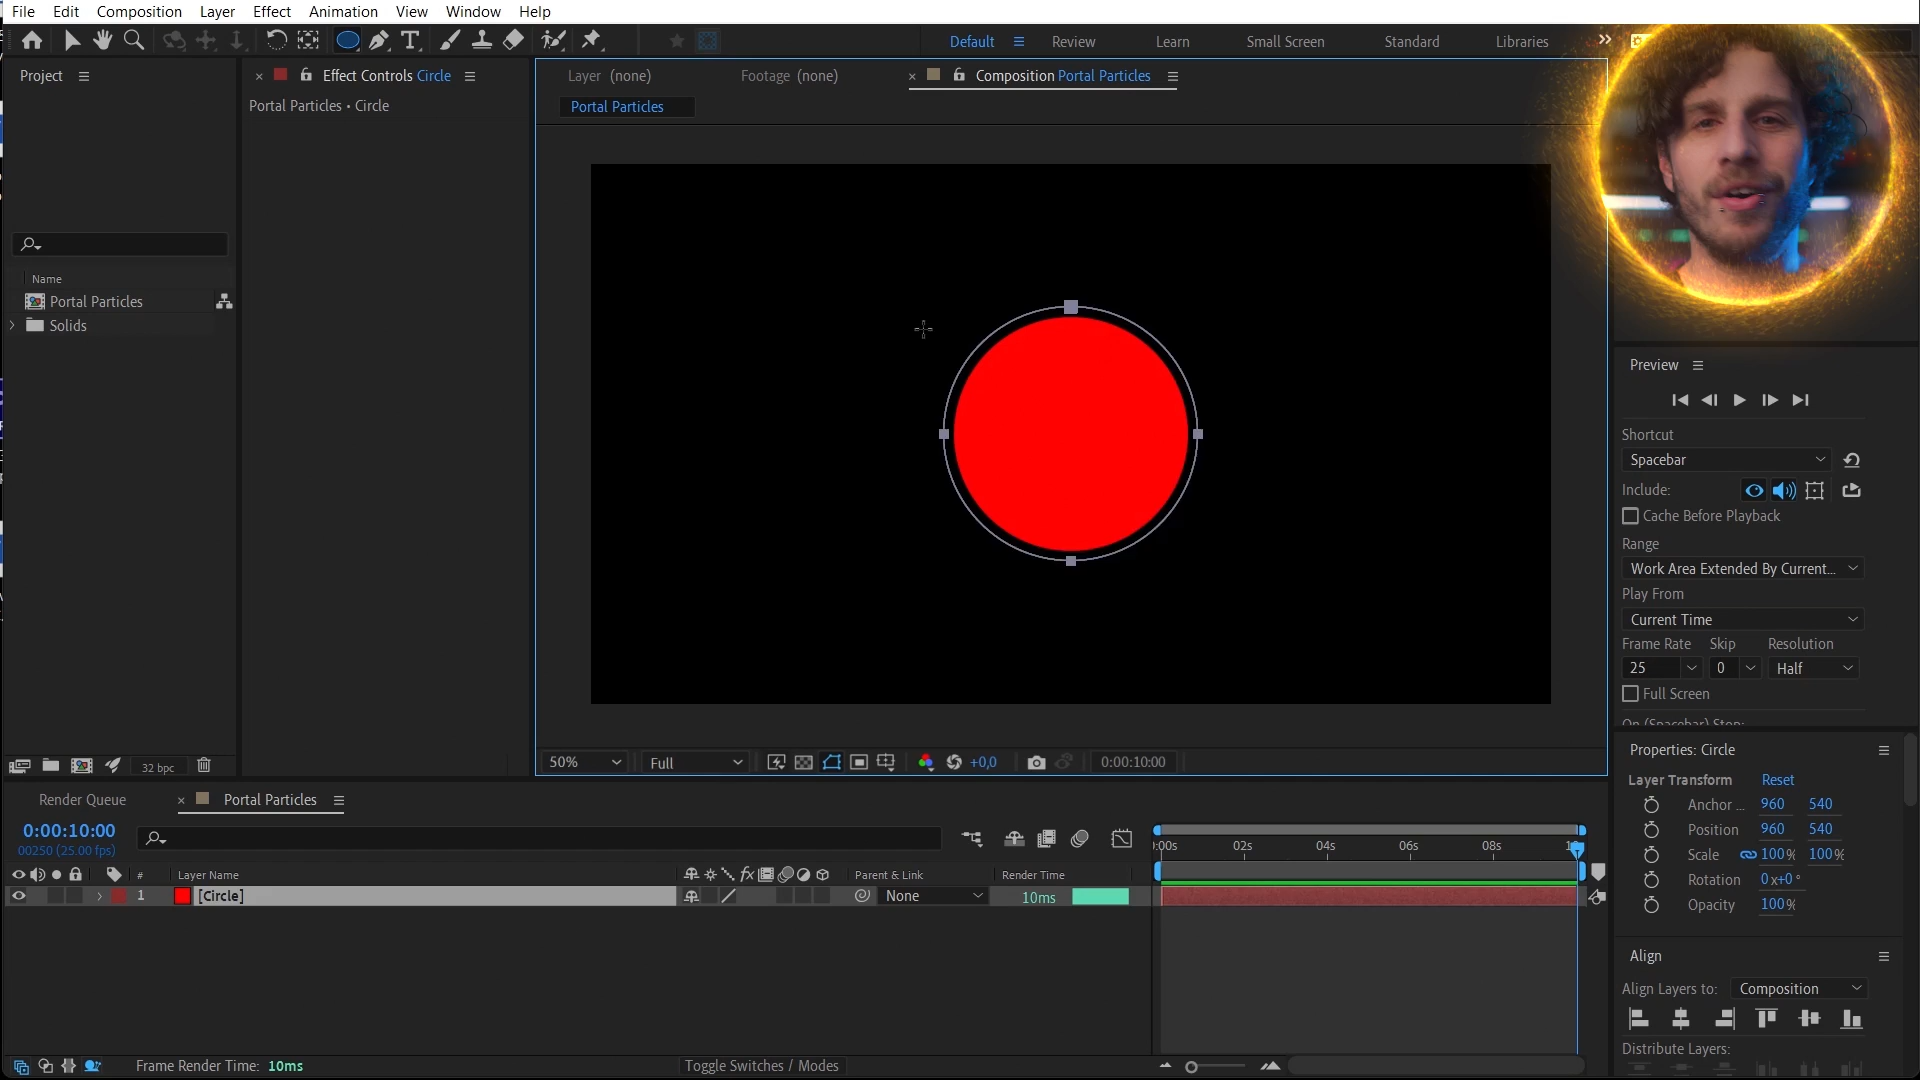 File Edit Composition Layer Effect Animation View Window Help
Default Review Learn Small Screen Standard Libraries
Project
Effect Controls Circle
Layer (none) Footage (none) Composition Portal Particles
Portal Particles • Circle
Portal Particles
Name
Portal Particles
Solids
Preview
Shortcut
Spacebar
Include:
Cache Before Playback
Range
Work Area Extended By Current...
Play From
Current Time
Frame Rate Skip Resolution
25 0 Half
Full Screen
On (Spacebar) Stop:
32 bpc
50% Full +0,0 0:00:10:00
Properties: Circle
Layer Transform Reset
Anchor ... 960 540
Position 960 540
Scale 100% 100%
Rotation 0x+0°
Opacity 100%
Align
Align Layers to: Composition
Distribute Layers:
Render Queue Portal Particles
0:00:10:00
00250 (25.00 fps)
:00s 02s 04s 06s 08s
# Layer Name Parent & Link Render Time
1 [Circle] None 10ms
Frame Render Time: 10ms
Toggle Switches / Modes